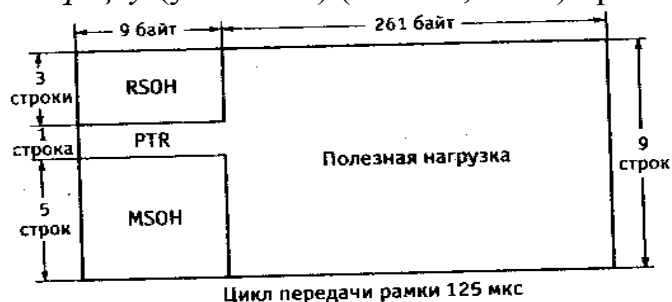 9 байт
261 байт
3
строки
RSOH
1
строка
PTR
Полезная нагрузка
9
строк
5
строк
MSOH
Цикл передачи рамки 125 мкс